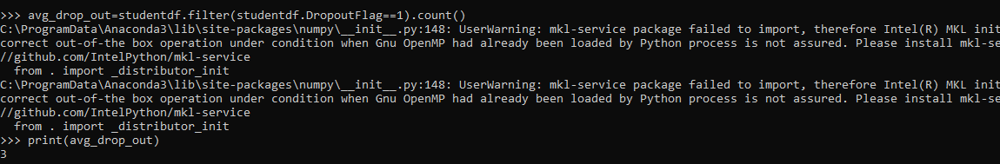 >>> avg_drop_out=studentdf.filter(studentdf.DropoutFlag==1).count()
C:\ProgramData\Anaconda3\lib\site-packages\numpy\__init__.py:148: UserWarning: mkl-service package failed to import, therefore Intel(R) MKL init
correct out-of-the box operation under condition when Gnu OpenMP had already been loaded by Python process is not assured. Please install mkl-se
//github.com/IntelPython/mkl-service
  from . import _distributor_init
C:\ProgramData\Anaconda3\lib\site-packages\numpy\__init__.py:148: UserWarning: mkl-service package failed to import, therefore Intel(R) MKL init
correct out-of-the box operation under condition when Gnu OpenMP had already been loaded by Python process is not assured. Please install mkl-se
//github.com/IntelPython/mkl-service
  from . import _distributor_init
>>> print(avg_drop_out)
3